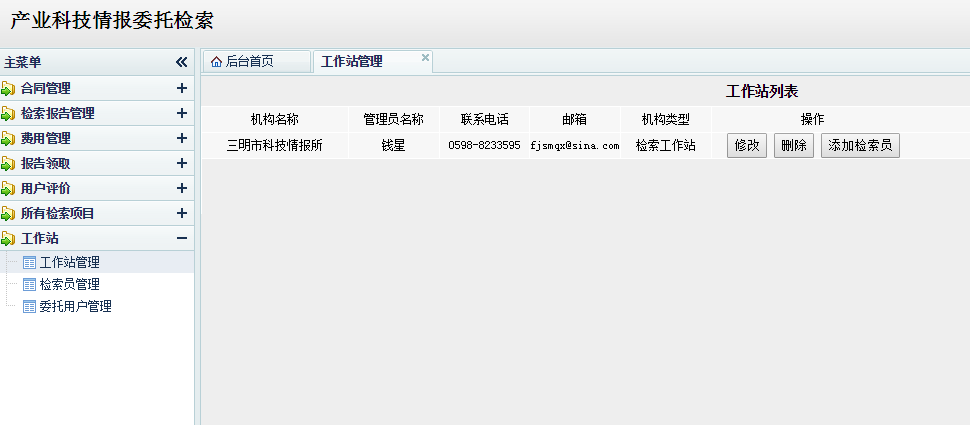 产业科技情报委托检索
主菜单
合同管理
检索报告管理
费用管理
报告领取
用户评价
所有检索项目
工作站
工作站管理
检索员管理
委托用户管理
后台首页 工作站管理
工作站列表
机构名称 管理员名称 联系电话 邮箱 机构类型 操作
三明市科技情报所 钱星 0598-8233595 fjsmqx@sina.com 检索工作站 修改 删除 添加检索员